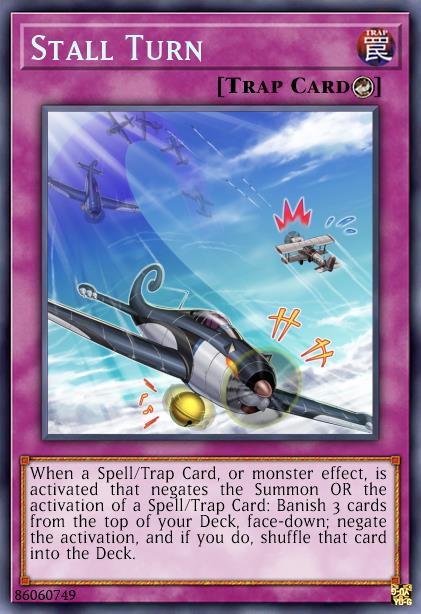 STALL TURN
TRAP
罠
[TRAP CARD]
When a Spell/Trap Card, or monster effect, is
activated that negates the Summon OR the
activation of a Spell/Trap Card: Banish 3 cards
from the top of your Deck, face-down; negate
the activation, and if you do, shuffle that card
into the Deck.
86060749